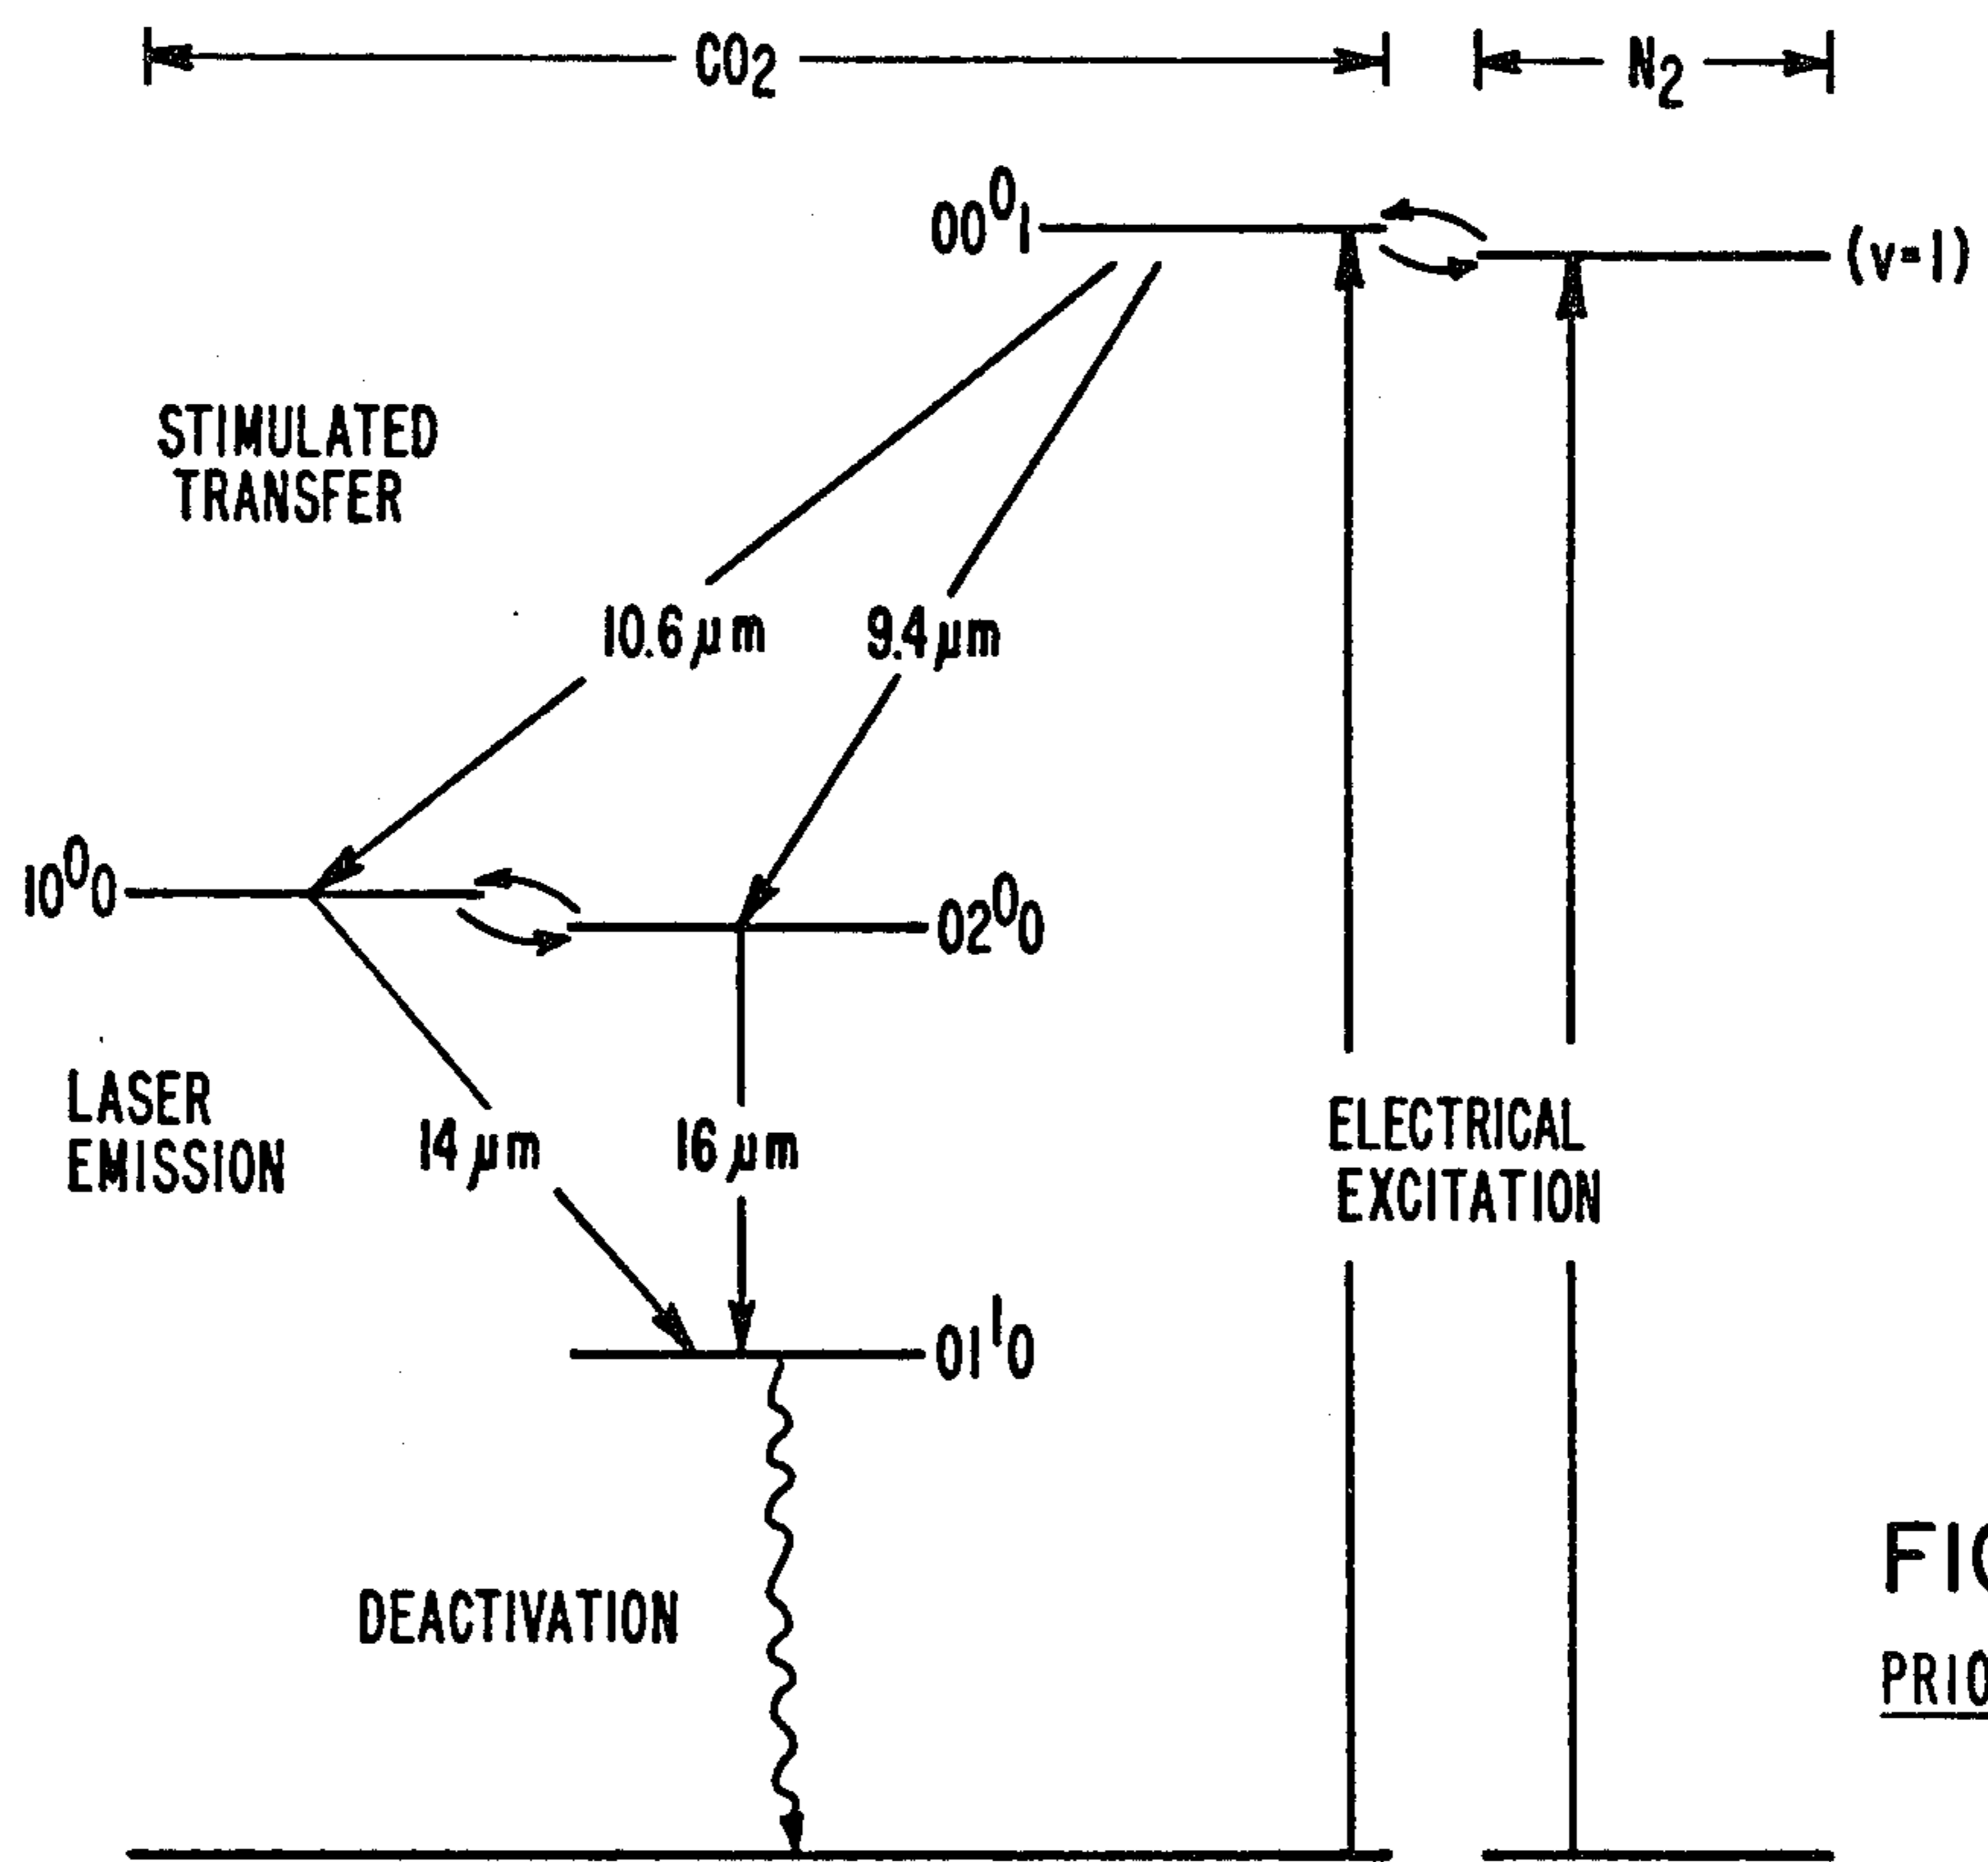 CO2 N2
00⁰1 (v=1)
STIMULATED
TRANSFER
10.6 μm 9.4 μm
10⁰0
02⁰0
LASER
EMISSION
14 μm 16 μm
ELECTRICAL
EXCITATION
01¹0
DEACTIVATION